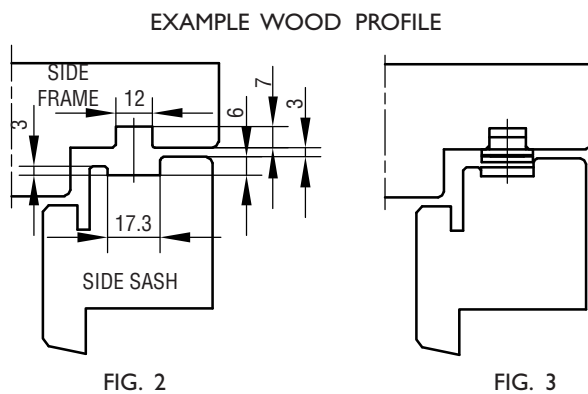 EXAMPLE WOOD PROFILE
SIDE
FRAME
12
7
6
3
3
17.3
SIDE SASH
FIG. 2
FIG. 3